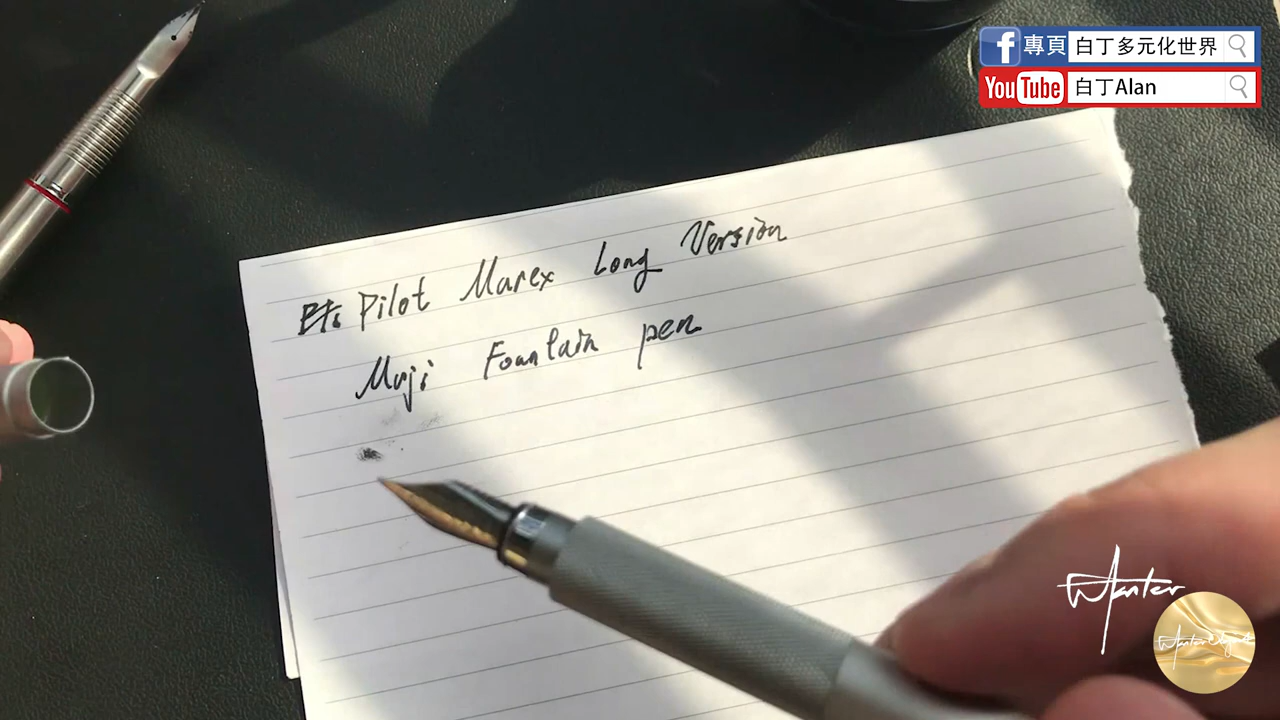 專頁 白丁多元化世界
YouTube 白丁Alan
Pilot Murex Long Version
Muji Fountain pen